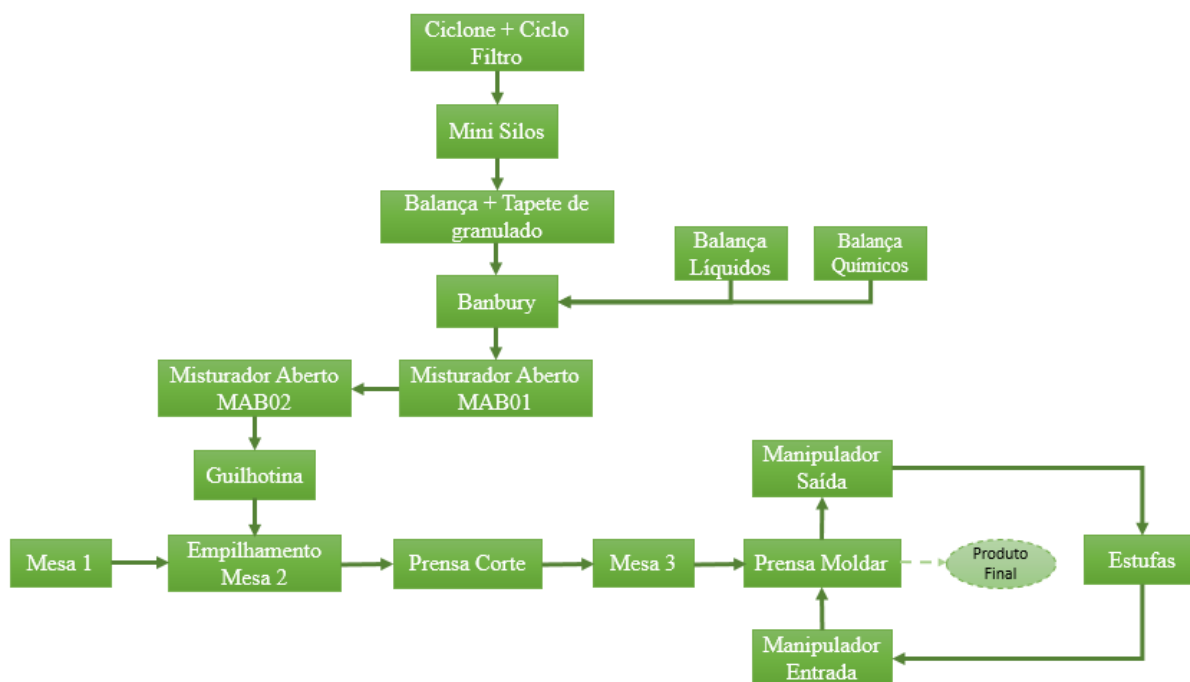 Ciclone + Ciclo
Filtro
Mini Silos
Balança + Tapete de
granulado
Balança
Líquidos
Balança
Químicos
Banbury
Misturador Aberto
MAB02
Misturador Aberto
MAB01
Guilhotina
Manipulador
Saída
Mesa 1
Empilhamento
Mesa 2
Prensa Corte
Mesa 3
Prensa Moldar
Produto
Final
Estufas
Manipulador
Entrada